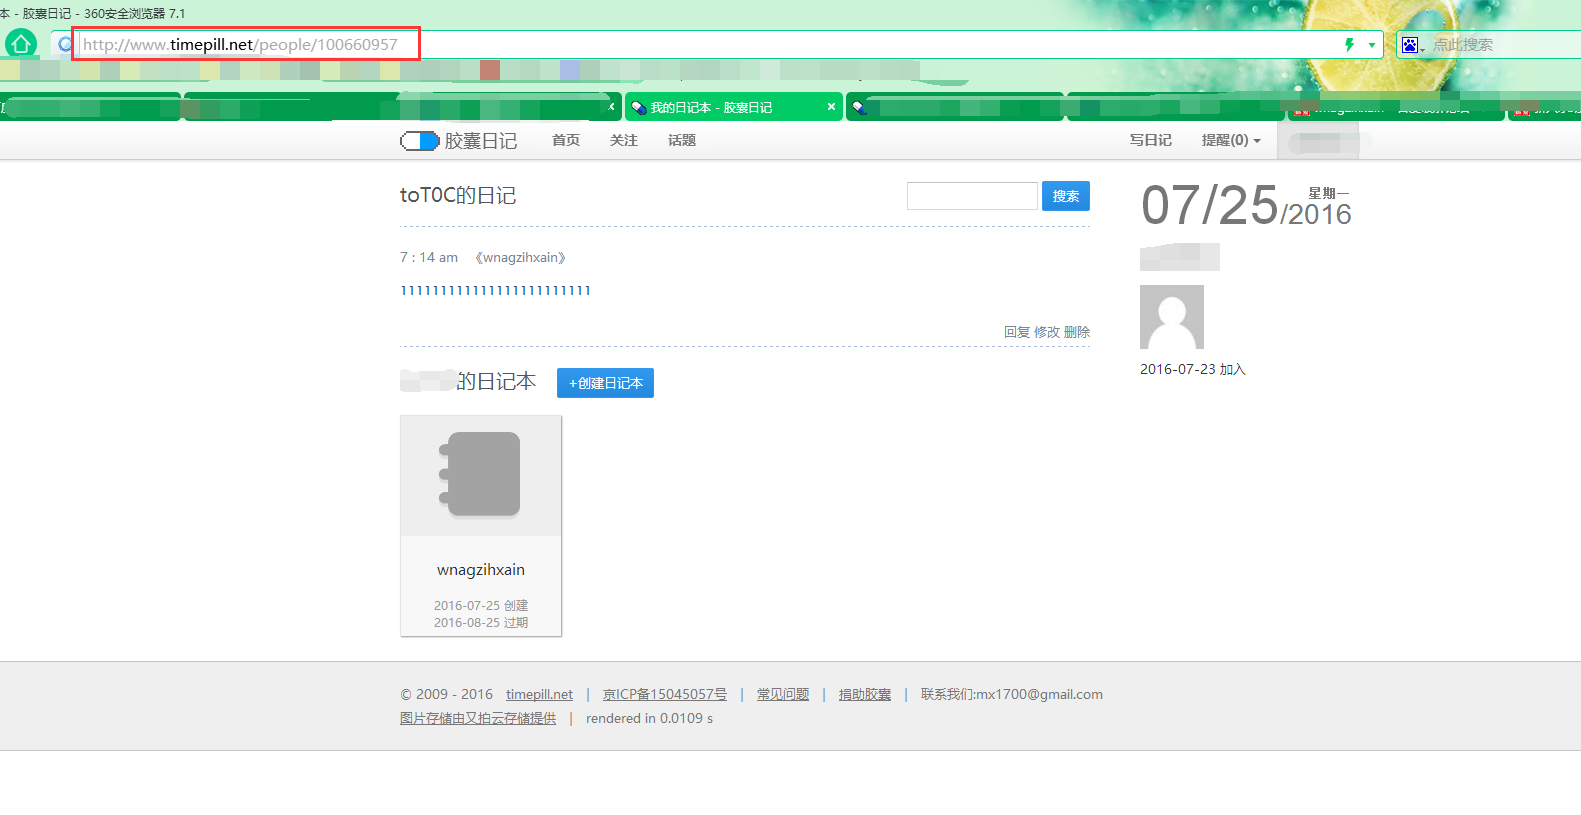 本 - 胶囊日记 - 360安全浏览器 7.1
http://www.timepill.net/people/100660957
点此搜索
我的日记本 - 胶囊日记
胶囊日记 首页 关注 话题 写日记 提醒(0)
toT0C的日记
搜索
07/25/2016
星期一
7 : 14 am 《wnagzihxain》
111111111111111111111111
回复 修改 删除
2016-07-23 加入
的日记本
+创建日记本
wnagzihxain
2016-07-25 创建
2016-08-25 过期
© 2009 - 2016 timepill.net | 京ICP备15045057号 | 常见问题 | 捐助胶囊 | 联系我们:mx1700@gmail.com
图片存储由又拍云存储提供 | rendered in 0.0109 s